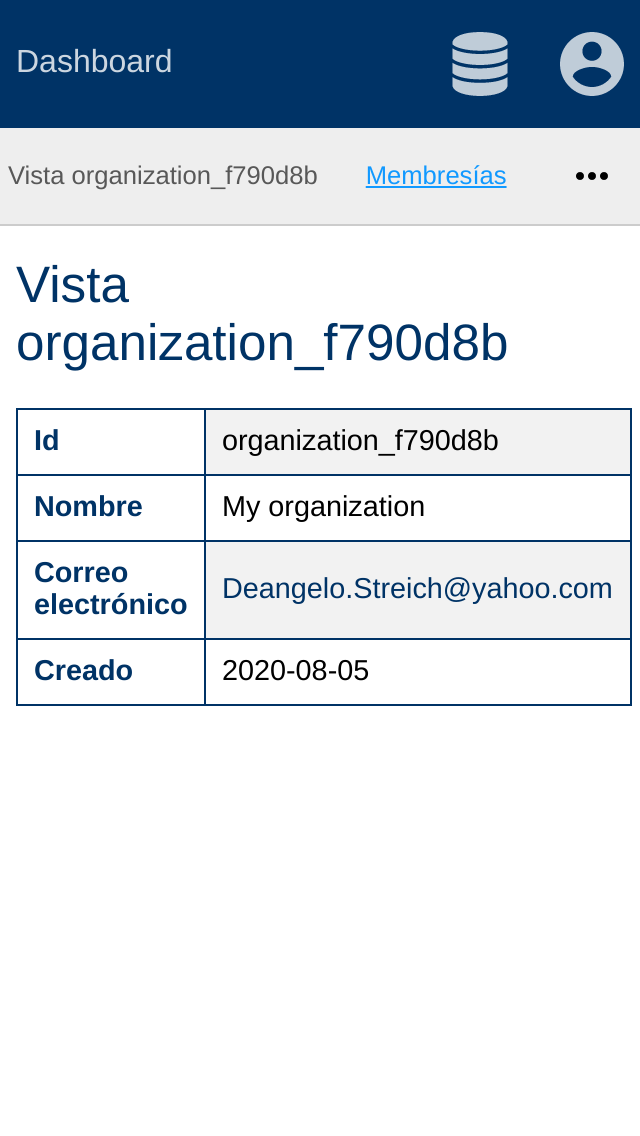 Dashboard
Vista organization_f790d8b Membresías
Vista
organization_f790d8b
Id organization_f790d8b
Nombre My organization
Correo
electrónico Deangelo.Streich@yahoo.com
Creado 2020-08-05